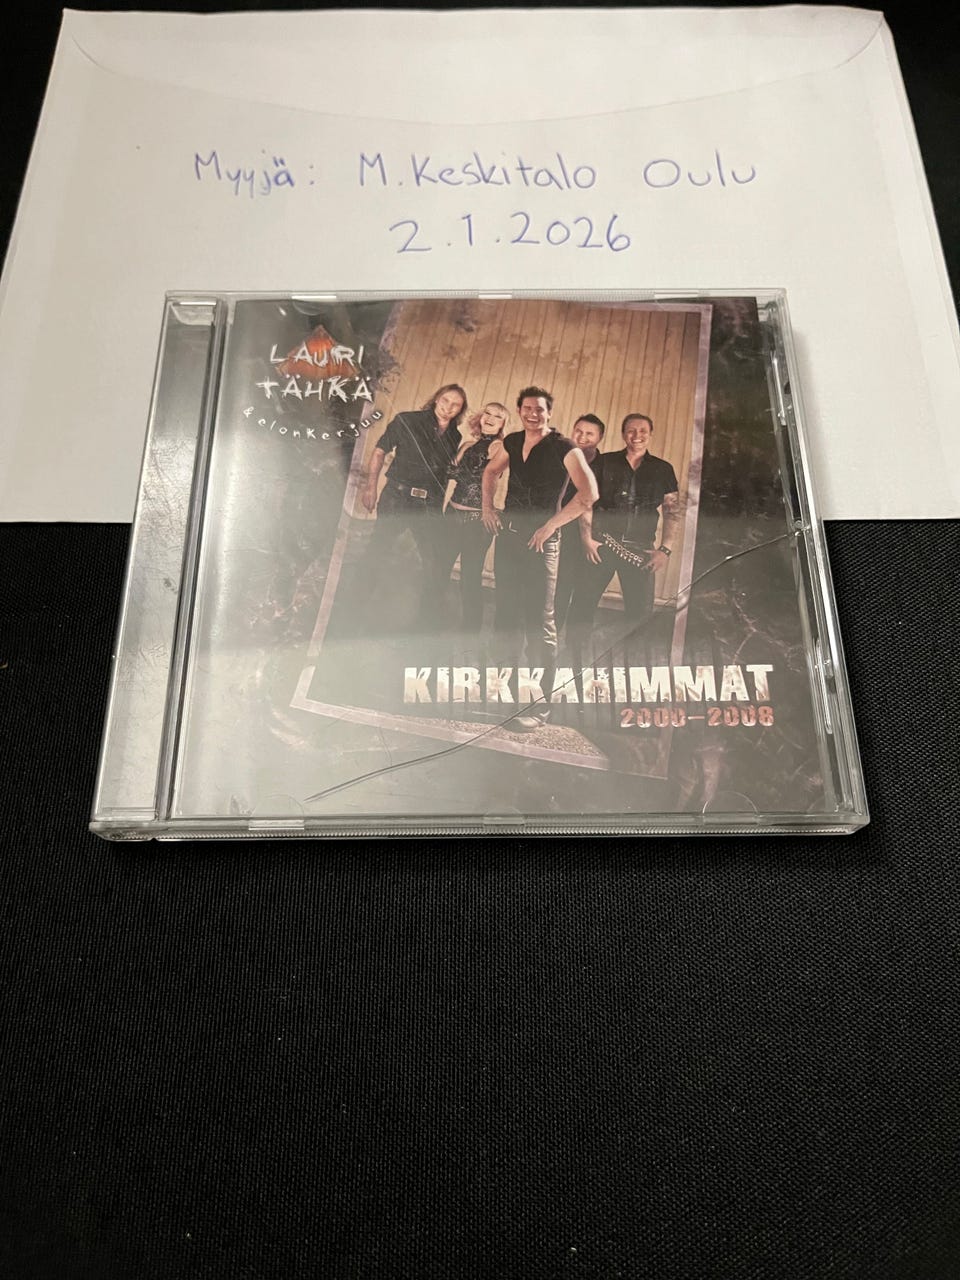 Myyjä: M. Keskitalo Oulu
2.1.2026
LAURI
TÄHKÄ
& elonkerjuu
KIRKKAHIMMAT
2000-2008